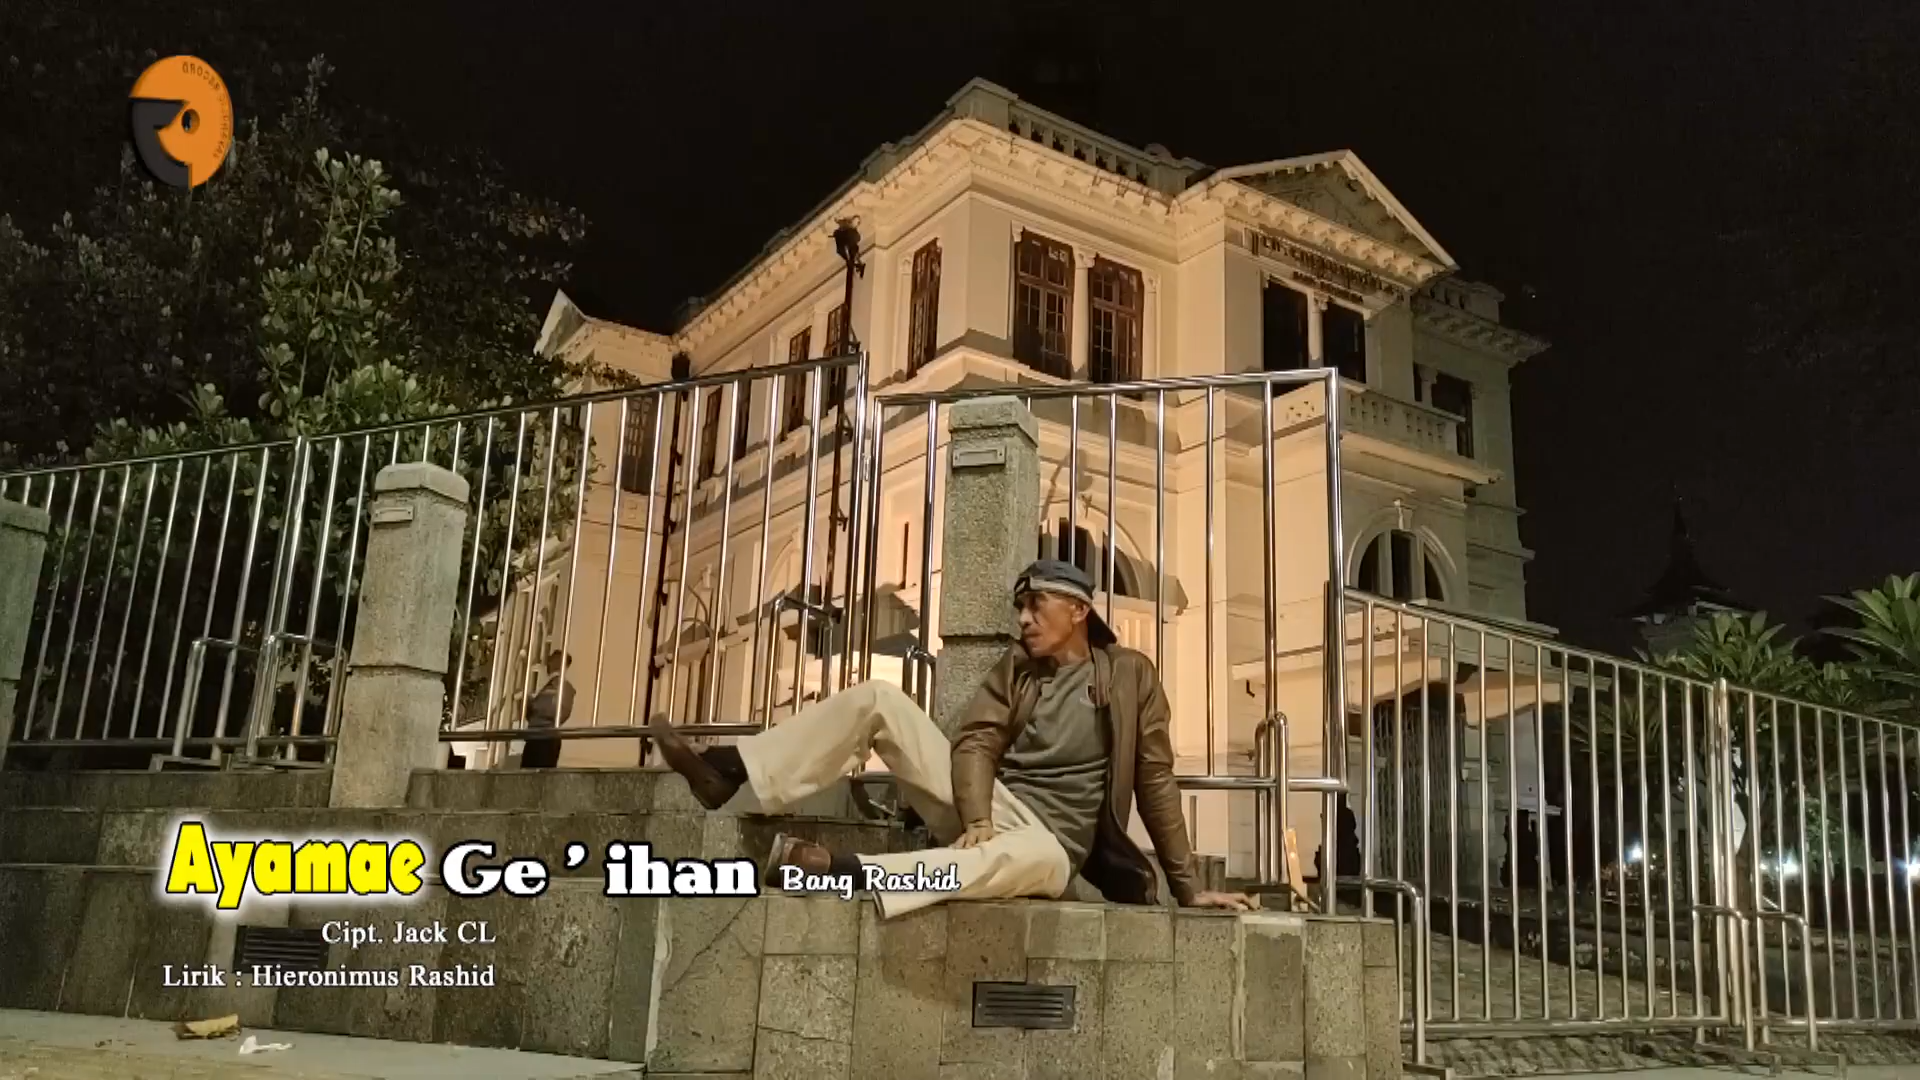 Ayamae Ge'ihan Bang Rashid
Cipt. Jack CL
Lirik : Hieronimus Rashid